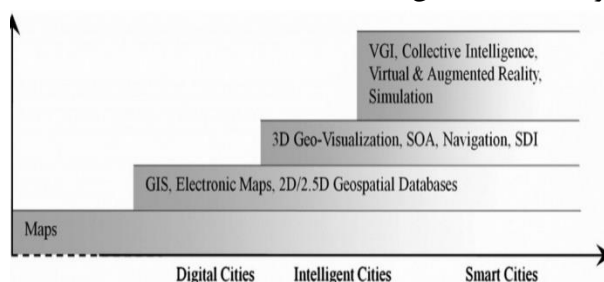 VGI, Collective Intelligence,
Virtual & Augmented Reality,
Simulation
3D Geo-Visualization, SOA, Navigation, SDI
GIS, Electronic Maps, 2D/2.5D Geospatial Databases
Maps
Digital Cities Intelligent Cities Smart Cities